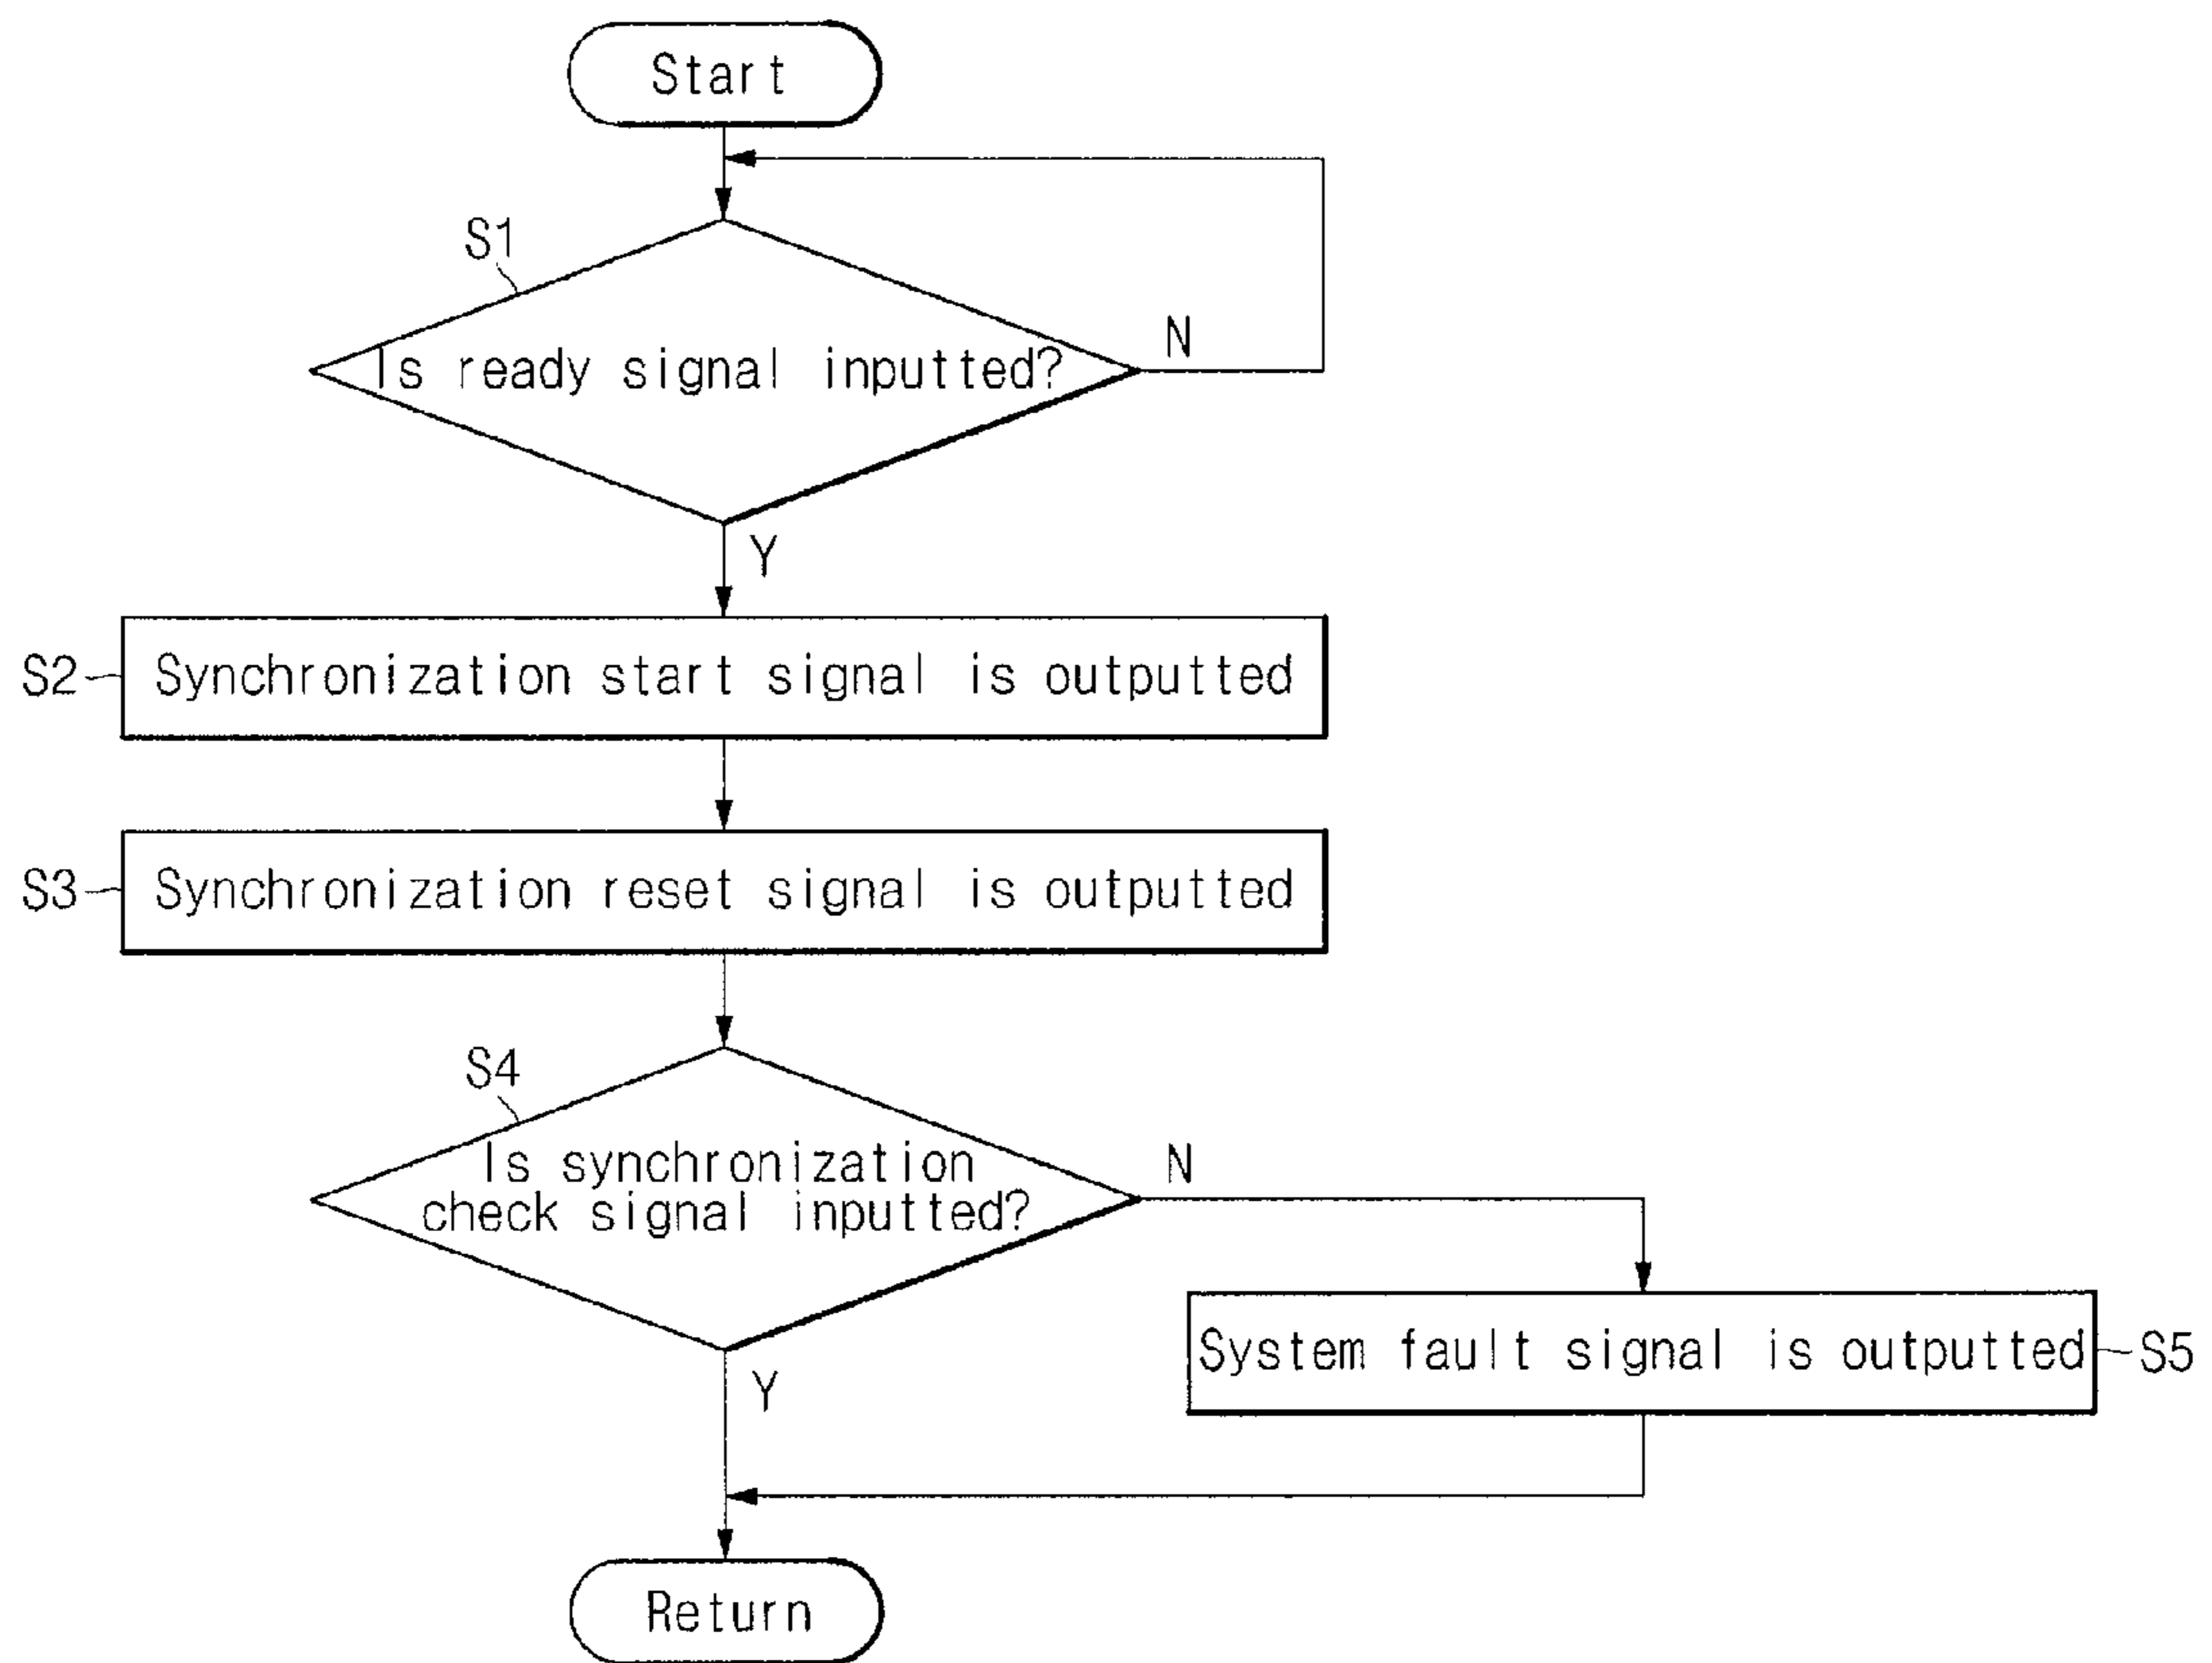 Start
S1
Is ready signal inputted?
N
Y
S2
Synchronization start signal is outputted
S3
Synchronization reset signal is outputted
S4
Is synchronization
check signal inputted?
N
Y
System fault signal is outputted
S5
Return